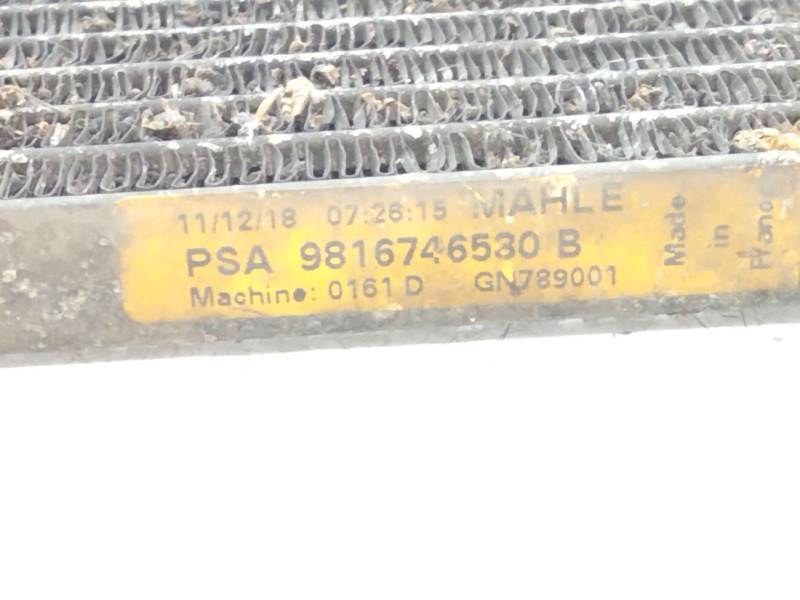 11/12/18 07:26:15 MAHLE
PSA 9816746530 B
Machine: 0161 D GN789001
Made
in